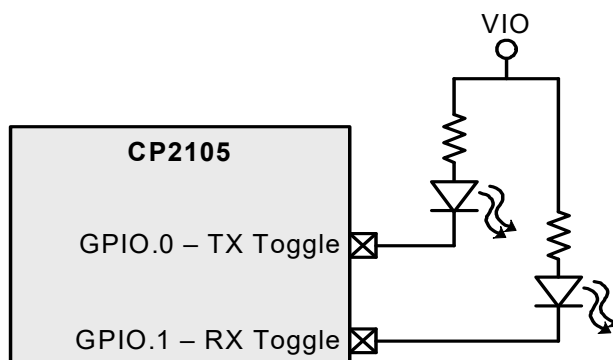 VIO
CP2105
GPIO.0 – TX Toggle
GPIO.1 – RX Toggle